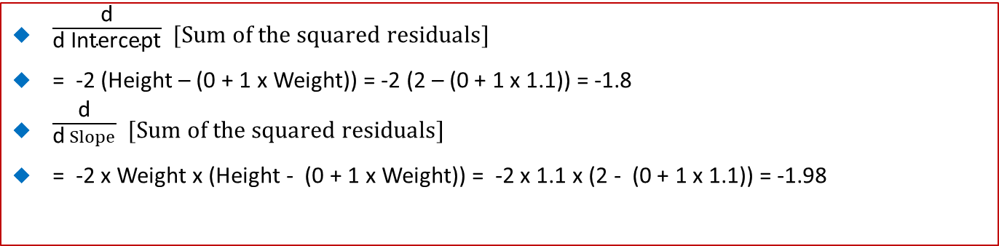 d
d Intercept [Sum of the squared residuals]
= -2 (Height – (0 + 1 x Weight)) = -2 (2 – (0 + 1 x 1.1)) = -1.8
d
d Slope [Sum of the squared residuals]
= -2 x Weight x (Height - (0 + 1 x Weight)) = -2 x 1.1 x (2 - (0 + 1 x 1.1)) = -1.98